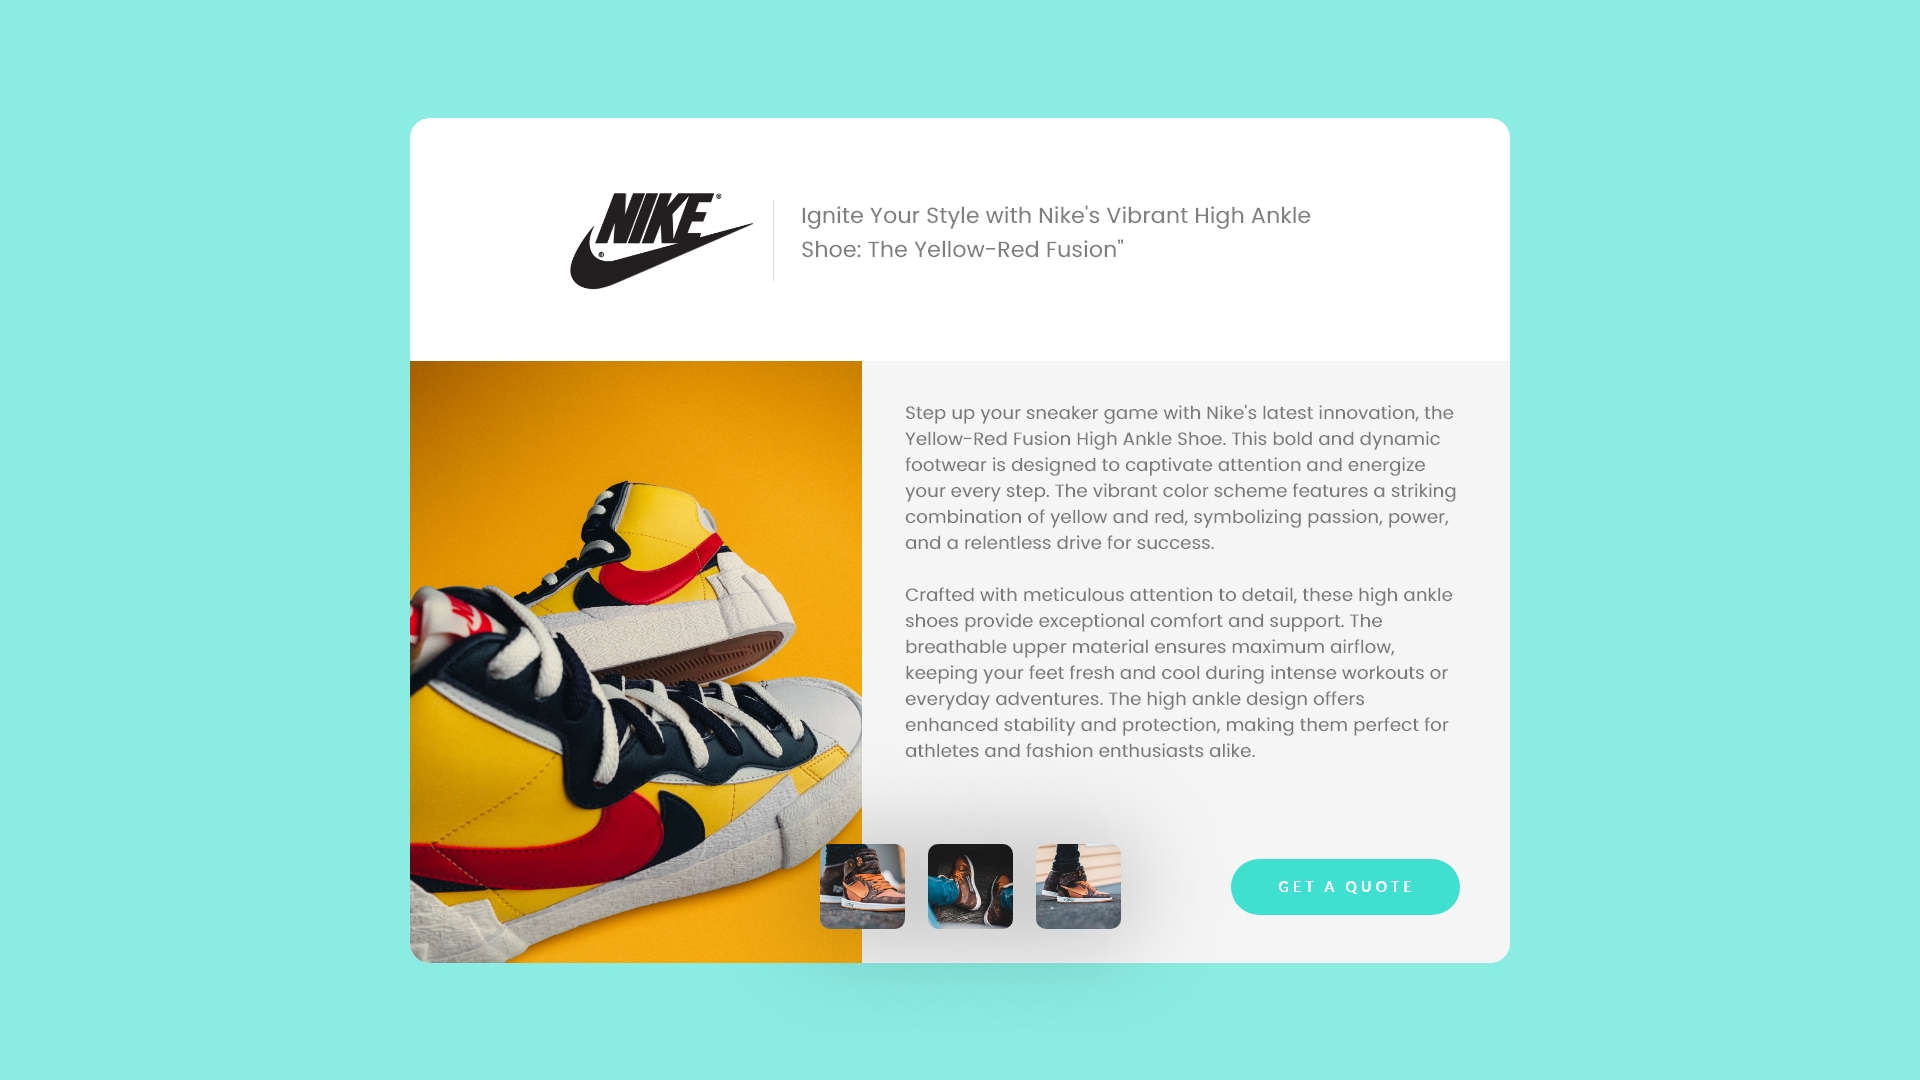 NIKE
Ignite Your Style with Nike's Vibrant High Ankle
Shoe: The Yellow-Red Fusion"
Step up your sneaker game with Nike's latest innovation, the
Yellow-Red Fusion High Ankle Shoe. This bold and dynamic
footwear is designed to captivate attention and energize
your every step. The vibrant color scheme features a striking
combination of yellow and red, symbolizing passion, power,
and a relentless drive for success.
Crafted with meticulous attention to detail, these high ankle
shoes provide exceptional comfort and support. The
breathable upper material ensures maximum airflow,
keeping your feet fresh and cool during intense workouts or
everyday adventures. The high ankle design offers
enhanced stability and protection, making them perfect for
athletes and fashion enthusiasts alike.
GET A QUOTE